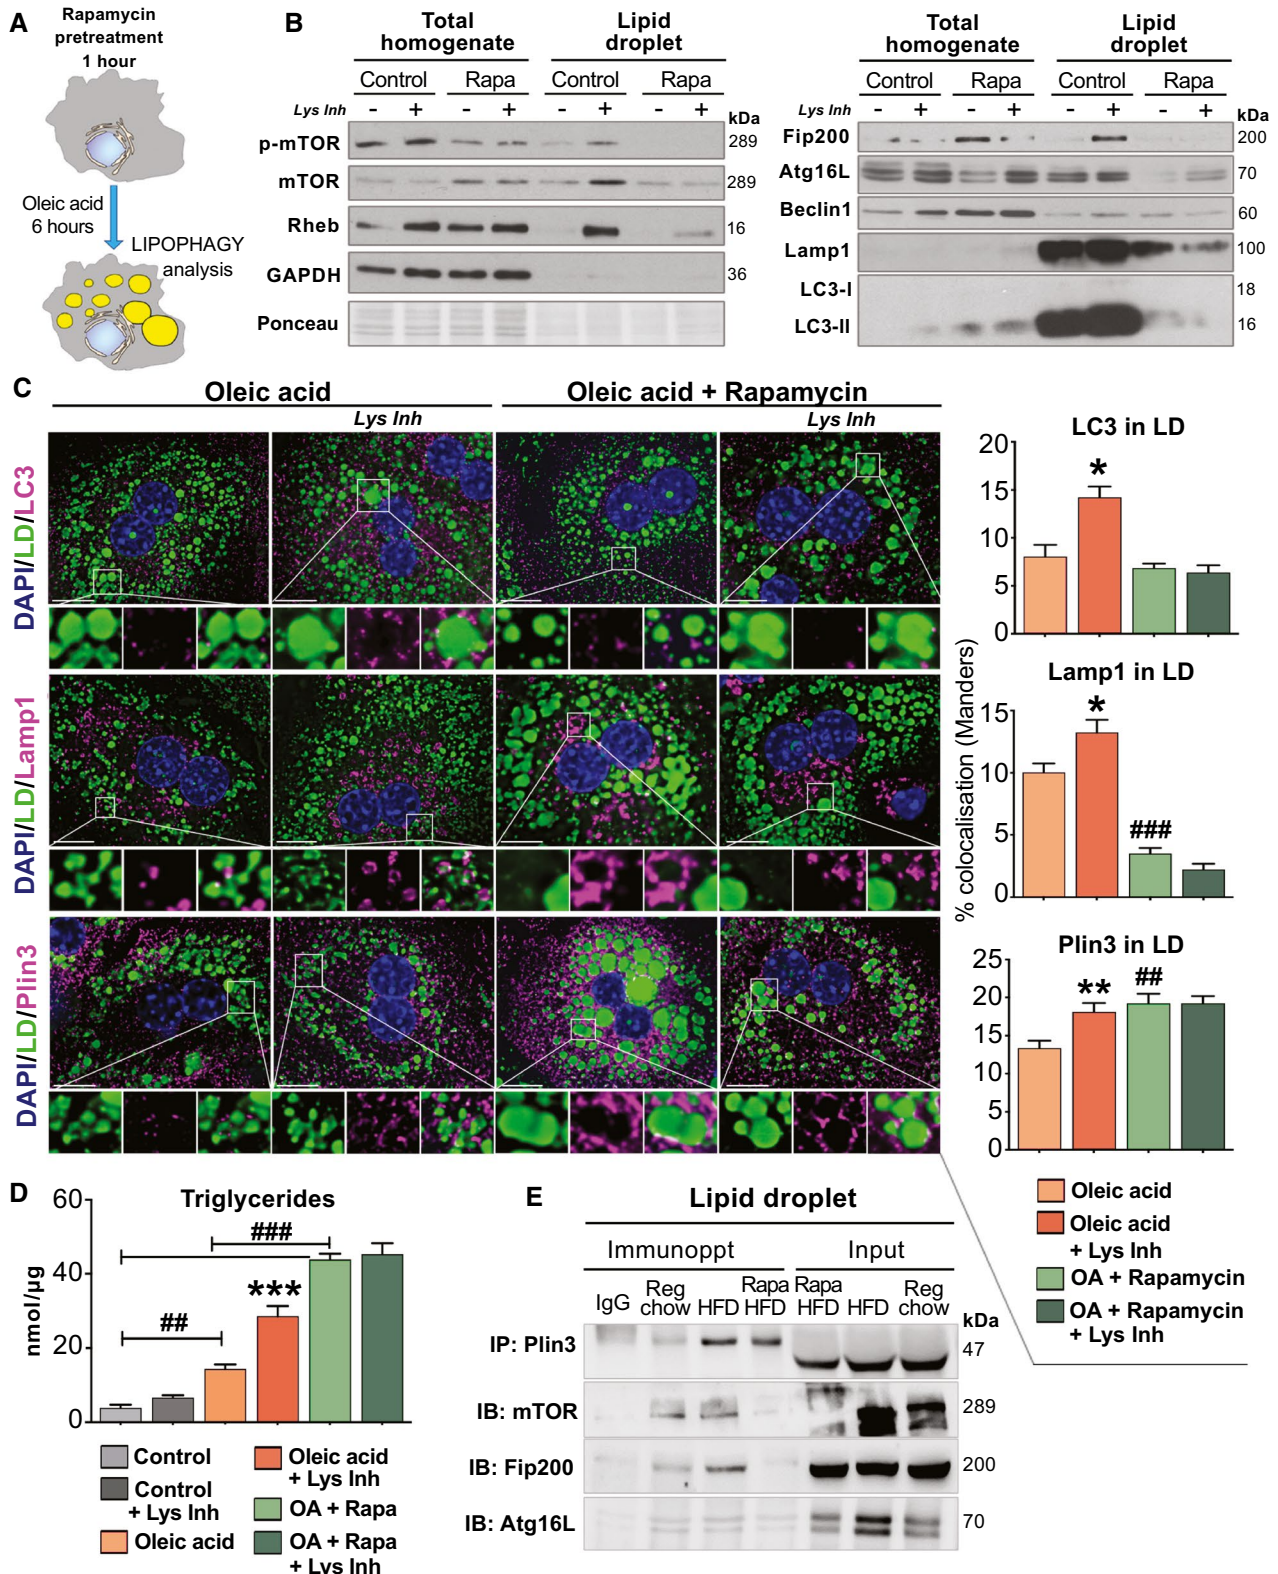 A
Rapamycin
pretreatment
1 hour
Oleic acid
6 hours
LIPOPHAGY
analysis
B
Total
homogenate
Lipid
droplet
Control
Rapa
Control
Rapa
Lys Inh - + - + - + - +
kDa
p-mTOR 289
mTOR 289
Rheb 16
GAPDH 36
Ponceau
Total
homogenate
Lipid
droplet
Control
Rapa
Control
Rapa
Lys Inh - + - + - + - +
kDa
Fip200 200
Atg16L 70
Beclin1 60
Lamp1 100
LC3-I 18
LC3-II 16
C
Oleic acid
Oleic acid + Rapamycin
Lys Inh
Lys Inh
DAPI/LD/LC3
DAPI/LD/Lamp1
DAPI/LD/Plin3
% colocalisation (Manders)
LC3 in LD
20
15
10
5
0
*
Lamp1 in LD
15
10
5
0
*
###
Plin3 in LD
25
20
15
10
5
0
**
##
Oleic acid
Oleic acid
+ Lys Inh
OA + Rapamycin
OA + Rapamycin
+ Lys Inh
D
Triglycerides
nmol/µg
60
40
20
0
##
***
###
Control
Control
+ Lys Inh
Oleic acid
Oleic acid
+ Lys Inh
OA + Rapa
OA + Rapa
+ Lys Inh
E
Lipid droplet
Immunoppt
Input
IgG
Reg
chow
HFD
Rapa
HFD
Rapa
HFD
HFD
Reg
chow
kDa
IP: Plin3 47
IB: mTOR 289
IB: Fip200 200
IB: Atg16L 70